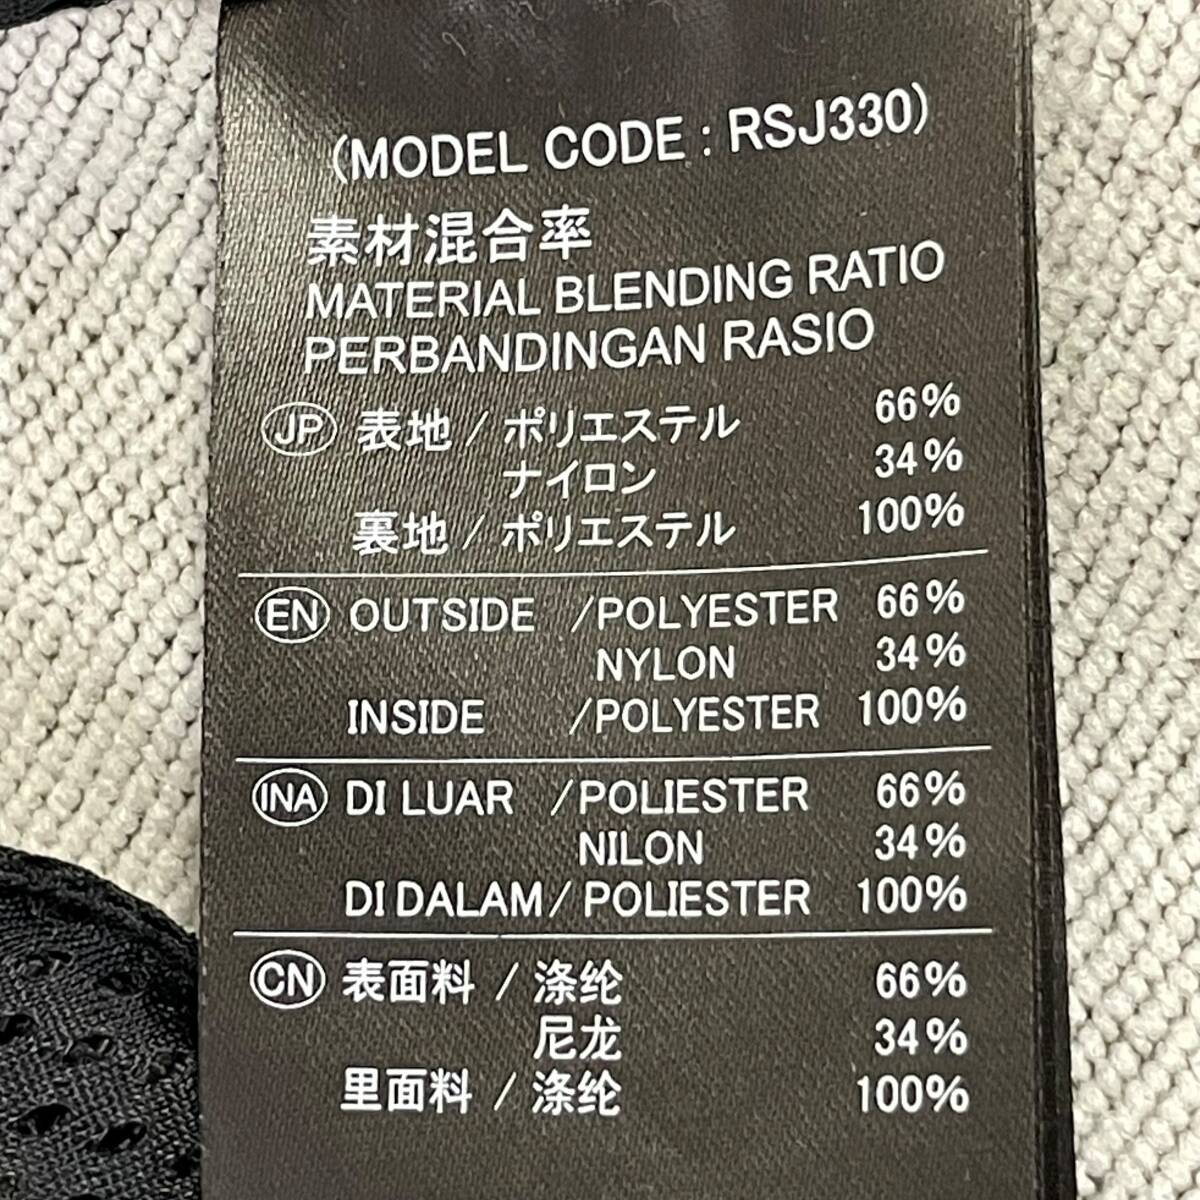 (MODEL CODE : RSJ330)
素材混合率
MATERIAL BLENDING RATIO
PERBANDINGAN RASIO
JP 表地 / ポリエステル 66%
ナイロン 34%
裏地 / ポリエステル 100%
EN OUTSIDE /POLYESTER 66%
NYLON 34%
INSIDE /POLYESTER 100%
INA DI LUAR /POLIESTER 66%
NILON 34%
DI DALAM / POLIESTER 100%
CN 表面料 / 涤纶 66%
尼龙 34%
里面料 / 涤纶 100%